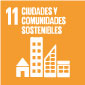 11 CIUDADES Y
COMUNIDADES
SOSTENIBLES